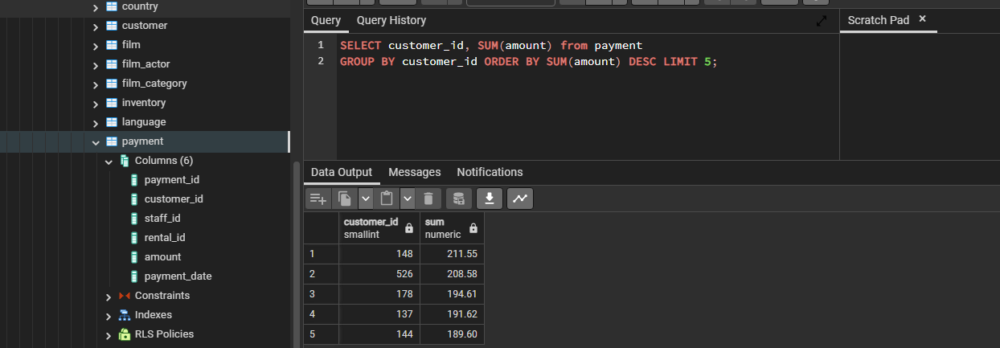 country
customer
film
film_actor
film_category
inventory
language
payment
Columns (6)
payment_id
customer_id
staff_id
rental_id
amount
payment_date
Constraints
Indexes
RLS Policies
Query Query History
Scratch Pad ×
1 SELECT customer_id, SUM(amount) from payment
2 GROUP BY customer_id ORDER BY SUM(amount) DESC LIMIT 5;
Data Output Messages Notifications
customer_id sum
smallint numeric
1 148 211.55
2 526 208.58
3 178 194.61
4 137 191.62
5 144 189.60